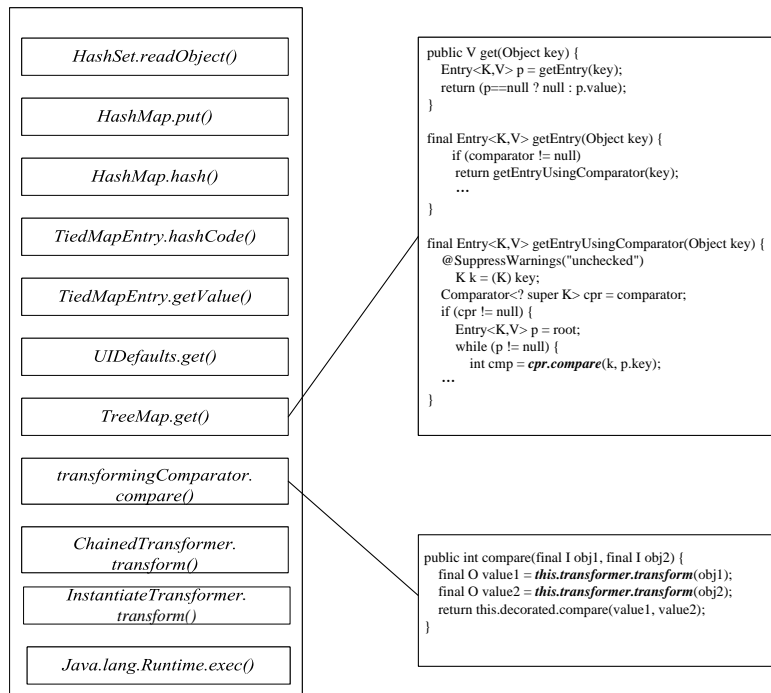 HashSet.readObject()
HashMap.put()
HashMap.hash()
TiedMapEntry.hashCode()
TiedMapEntry.getValue()
UIDefaults.get()
TreeMap.get()
transformingComparator.
compare()
ChainedTransformer.
transform()
InstantiateTransformer.
transform()
Java.lang.Runtime.exec()
public V get(Object key) {
Entry<K,V> p = getEntry(key);
return (p==null ? null : p.value);
}
final Entry<K,V> getEntry(Object key) {
if (comparator != null)
return getEntryUsingComparator(key);
…
}
final Entry<K,V> getEntryUsingComparator(Object key) {
@SuppressWarnings("unchecked")
K k = (K) key;
Comparator<? super K> cpr = comparator;
if (cpr != null) {
Entry<K,V> p = root;
while (p != null) {
int cmp = cpr.compare(k, p.key);
…
}
public int compare(final I obj1, final I obj2) {
final O value1 = this.transformer.transform(obj1);
final O value2 = this.transformer.transform(obj2);
return this.decorated.compare(value1, value2);
}